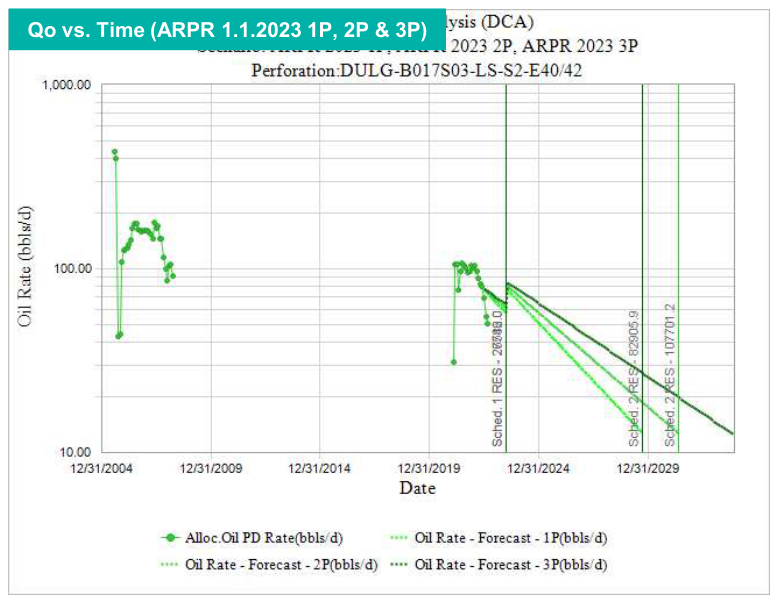 Qo vs. Time (ARPR 1.1.2023 1P, 2P & 3P)
ysis (DCA)
2023 2P, ARPR 2023 3P
Perforation:DULG-B017S03-LS-S2-E40/42
1,000.00
100.00
10.00
Oil Rate (bbls/d)
Sched. 1 RES -
Sched. 2 RES - 82905.9
Sched. 2 RES - 107701.2
12/31/2004 12/31/2009 12/31/2014 12/31/2019 12/31/2024 12/31/2029
Date
Alloc.Oil PD Rate(bbls/d) Oil Rate - Forecast - 1P(bbls/d)
Oil Rate - Forecast - 2P(bbls/d) Oil Rate - Forecast - 3P(bbls/d)